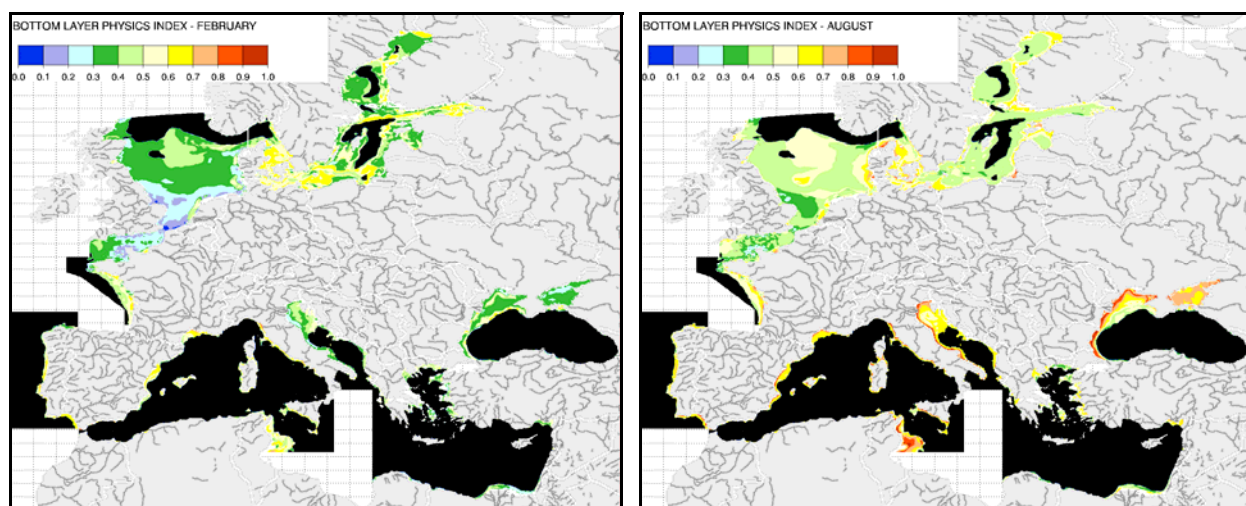 BOTTOM LAYER PHYSICS INDEX - FEBRUARY
0.0 0.1 0.2 0.3 0.4 0.5 0.6 0.7 0.8 0.9 1.0
BOTTOM LAYER PHYSICS INDEX - AUGUST
0.0 0.1 0.2 0.3 0.4 0.5 0.6 0.7 0.8 0.9 1.0